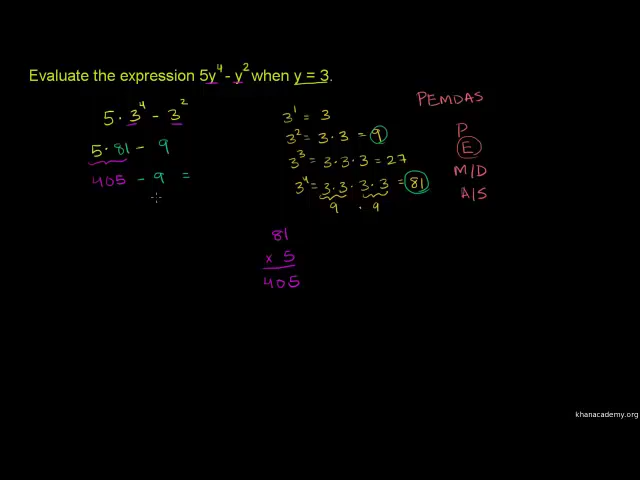 Evaluate the expression 5y⁴ - y² when y = 3.
5 · 3⁴ - 3²
5 · 81 - 9
405 - 9 =
3¹ = 3
3² = 3 · 3 = 9
3³ = 3 · 3 · 3 = 27
3⁴ = 3 · 3 · 3 · 3 = 81
9 · 9
81
x 5
405
PEMDAS
P
E
M/D
A/S
khanacademy.org